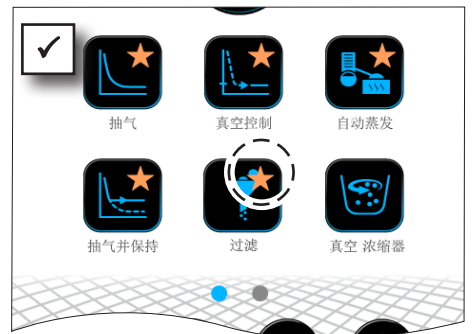 抽气
真空控制
自动蒸发
抽气并保持
过滤
真空 浓缩器